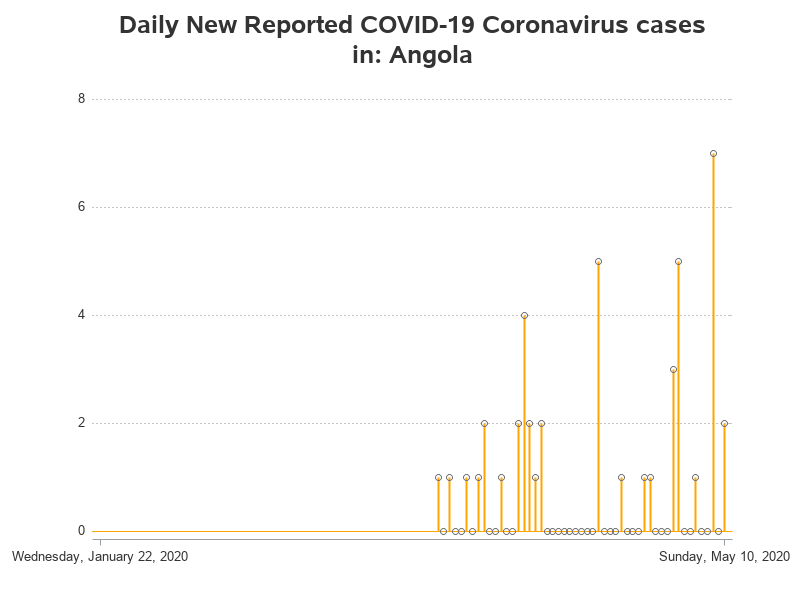 Daily New Reported COVID-19 Coronavirus cases
in: Angola
8
6
4
2
0
Wednesday, January 22, 2020
Sunday, May 10, 2020